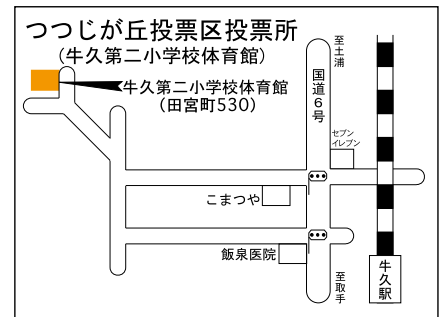 つつじが丘投票区投票所
(牛久第二小学校体育館)
牛久第二小学校体育館
(田宮町530)
至土浦
国道6号
セブン
イレブン
こまつや
飯泉医院
至取手
牛久駅